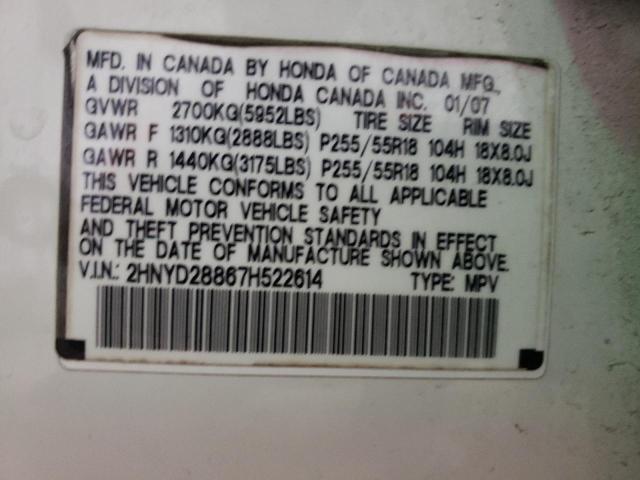 MFD. IN CANADA BY HONDA OF CANADA MFG.,
A DIVISION OF HONDA CANADA INC. 01/07
GVWR 2700KG(5952LBS) TIRE SIZE RIM SIZE
GAWR F 1310KG(2888LBS) P255/55R18 104H 18X8.0J
GAWR R 1440KG(3175LBS) P255/55R18 104H 18X8.0J
THIS VEHICLE CONFORMS TO ALL APPLICABLE
FEDERAL MOTOR VEHICLE SAFETY
AND THEFT PREVENTION STANDARDS IN EFFECT
ON THE DATE OF MANUFACTURE SHOWN ABOVE.
V.I.N.: 2HNYD28867H522614 TYPE: MPV